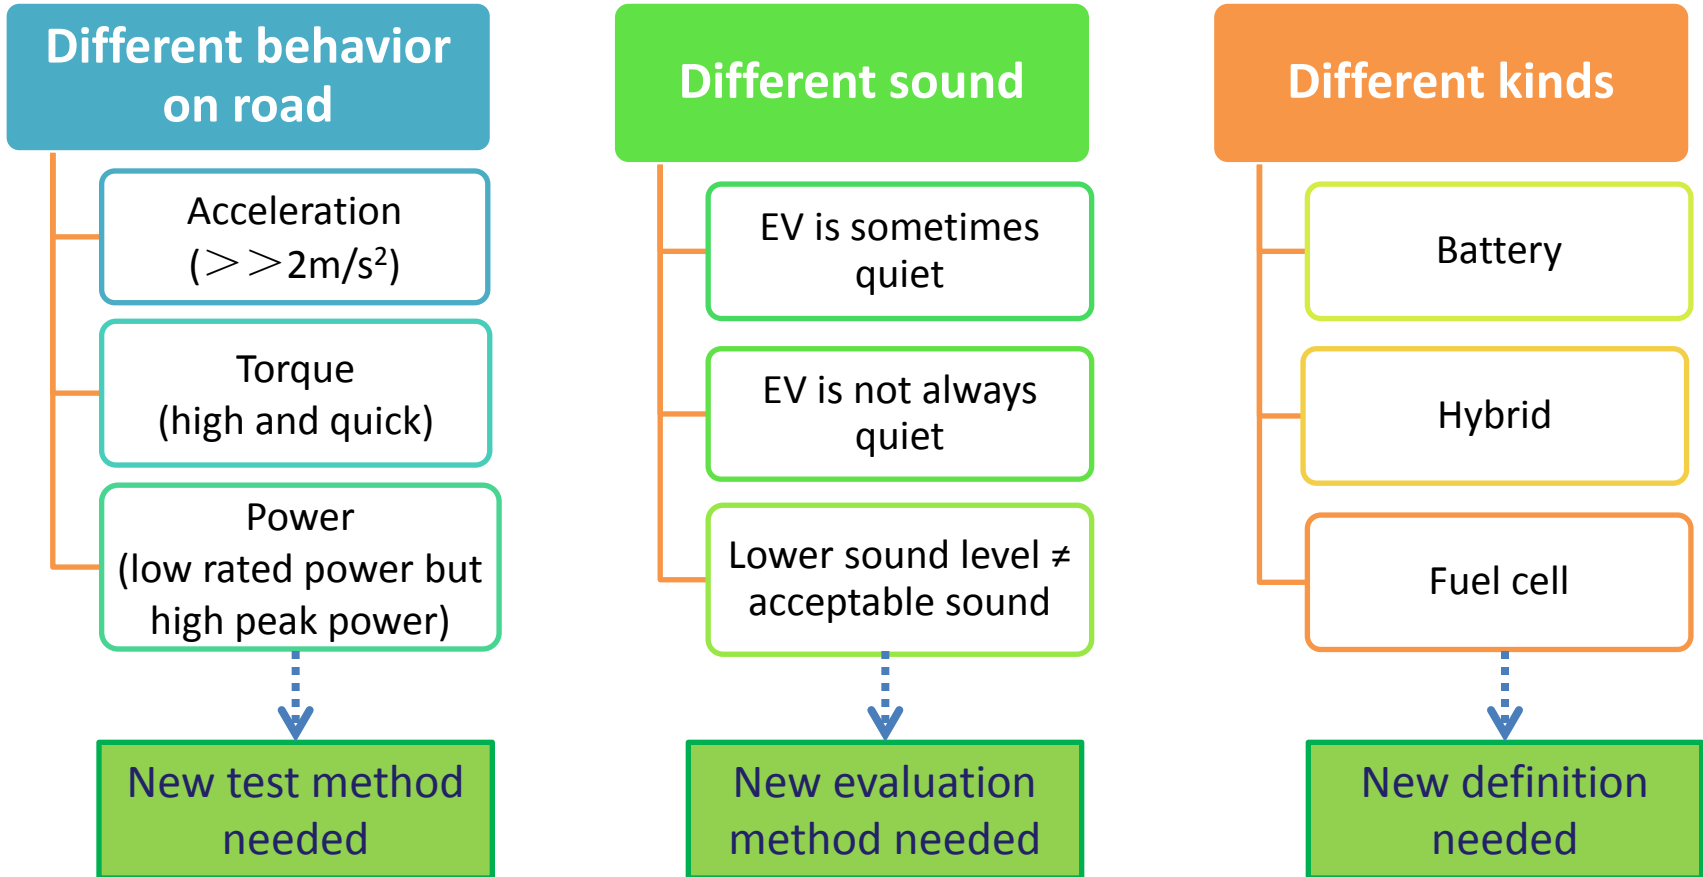 Different behavior
on road
Acceleration
(＞＞2m/s²)
Torque
(high and quick)
Power
(low rated power but
high peak power)
New test method
needed
Different sound
EV is sometimes
quiet
EV is not always
quiet
Lower sound level ≠
acceptable sound
New evaluation
method needed
Different kinds
Battery
Hybrid
Fuel cell
New definition
needed